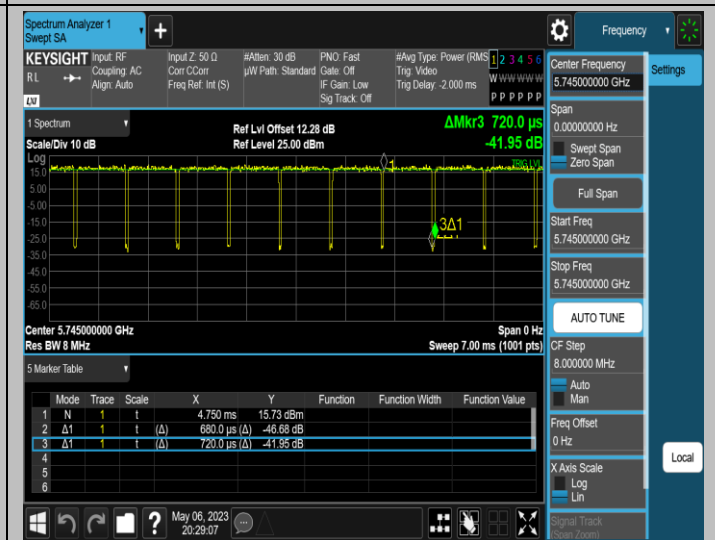 Spectrum Analyzer 1
Swept SA
+
Frequency
KEYSIGHT
RL
LXI
Input: RF
Coupling: AC
Align: Auto
Input Z: 50 Ω
Corr CCorr
Freq Ref: Int (S)
#Atten: 30 dB
µW Path: Standard
PNO: Fast
Gate: Off
IF Gain: Low
Sig Track: Off
#Avg Type: Power (RMS
Trig: Video
Trig Delay: -2.000 ms
1 2 3 4 5 6
W W W W W W
P P P P P P
1 Spectrum
Scale/Div 10 dB
Ref Lvl Offset 12.28 dB
Ref Level 25.00 dBm
ΔMkr3 720.0 µs
-41.95 dB
Log
15.0
5.00
-5.00
-15.0
-25.0
-35.0
-45.0
-55.0
-65.0
1
TRIG LVL
3Δ1
Center 5.745000000 GHz
Res BW 8 MHz
Span 0 Hz
Sweep 7.00 ms (1001 pts)
5 Marker Table
Mode Trace Scale X Y Function Function Width Function Value
1 N 1 t 4.750 ms 15.73 dBm
2 Δ1 1 t (Δ) 680.0 µs (Δ) -46.68 dB
3 Δ1 1 t (Δ) 720.0 µs (Δ) -41.95 dB
4
5
6
?
May 06, 2023
20:29:07
Center Frequency
5.745000000 GHz
Span
0.00000000 Hz
Swept Span
Zero Span
Full Span
Start Freq
5.745000000 GHz
Stop Freq
5.745000000 GHz
AUTO TUNE
CF Step
8.000000 MHz
Auto
Man
Freq Offset
0 Hz
X Axis Scale
Log
Lin
Signal Track
(Span Zoom)
Settings
Local